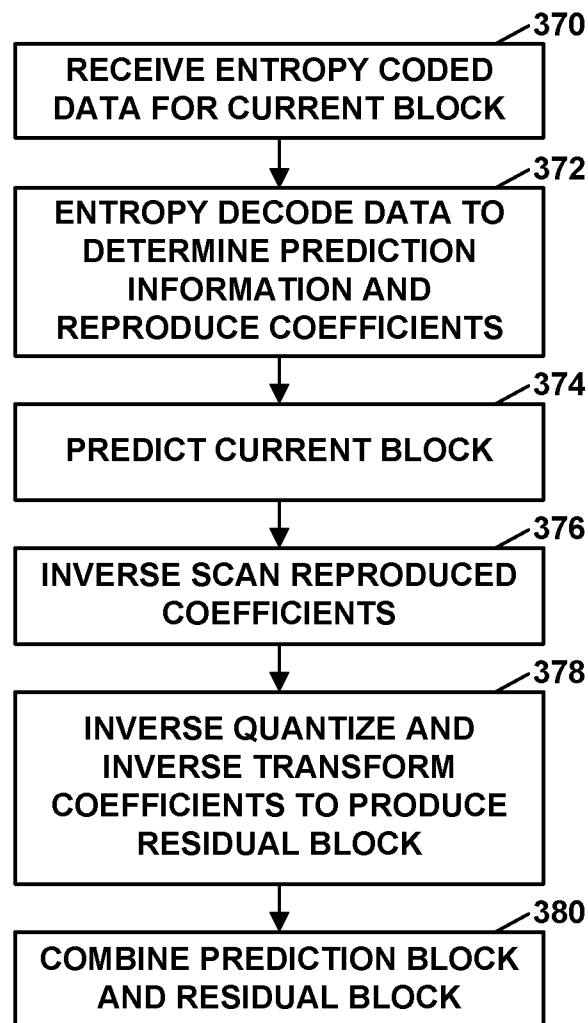 370
RECEIVE ENTROPY CODED
DATA FOR CURRENT BLOCK
372
ENTROPY DECODE DATA TO
DETERMINE PREDICTION
INFORMATION AND
REPRODUCE COEFFICIENTS
374
PREDICT CURRENT BLOCK
376
INVERSE SCAN REPRODUCED
COEFFICIENTS
378
INVERSE QUANTIZE AND
INVERSE TRANSFORM
COEFFICIENTS TO PRODUCE
RESIDUAL BLOCK
380
COMBINE PREDICTION BLOCK
AND RESIDUAL BLOCK